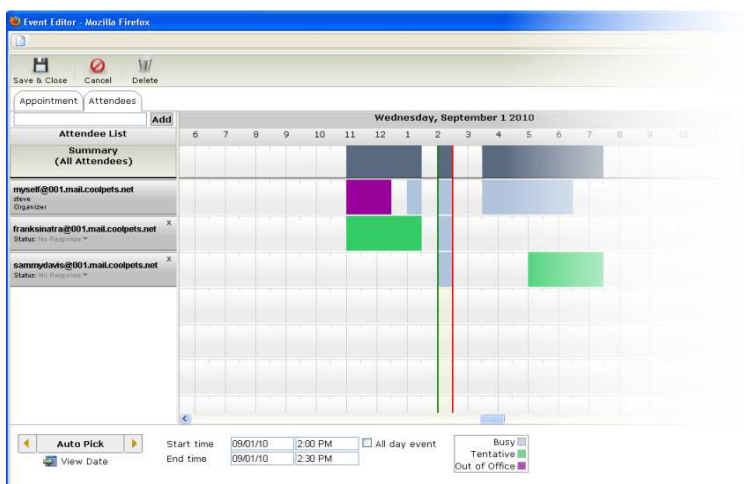 Event Editor - Mozilla Firefox
Save & Close Cancel Delete
Appointment Attendees
Add
Wednesday, September 1 2010
Attendee List 6 7 8 9 10 11 12 1 2 3 4 5 6 7 8 9 10 11
Summary
(All Attendees)
myself@001.mail.coolpets.net
steve
Organizer
franksinatra@001.mail.coolpets.net x
Status: No Response
sammydavis@001.mail.coolpets.net x
Status: No Response
Auto Pick
View Date
Start time 09/01/10 2:00 PM All day event
End time 09/01/10 2:30 PM
Busy
Tentative
Out of Office